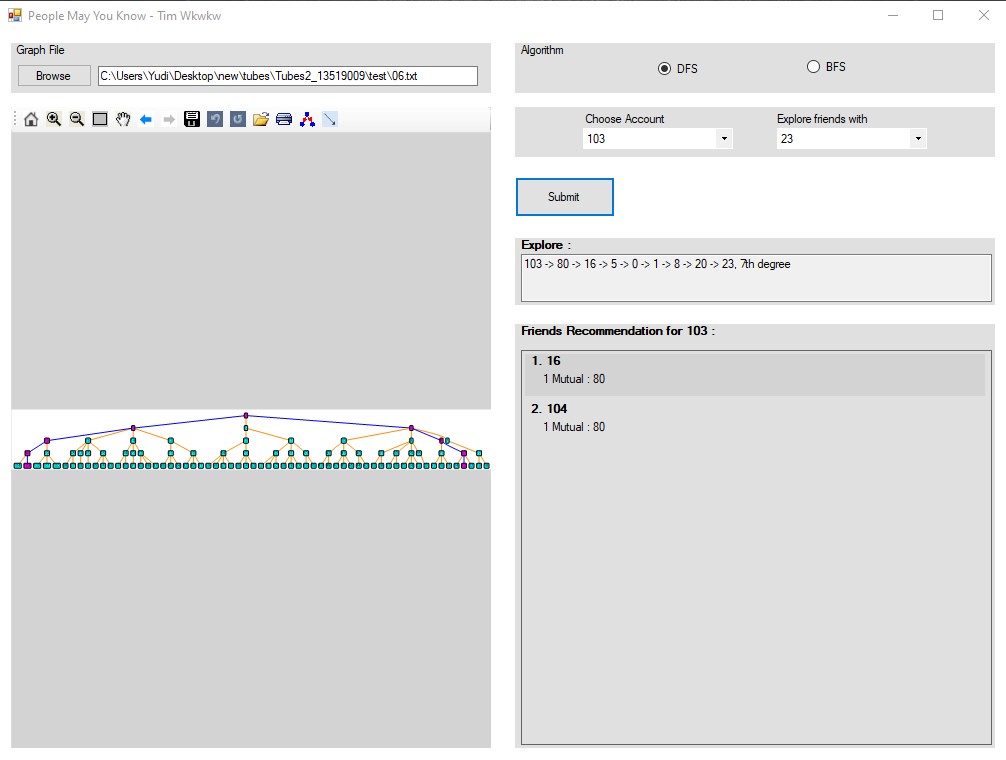 People May You Know - Tim Wkwkw
Graph File
Browse
C:\Users\Yudi\Desktop\new\tubes\Tubes2_13519009\test\06.txt
Algorithm
DFS
BFS
Choose Account
Explore friends with
103
23
Submit
Explore :
103 -> 80 -> 16 -> 5 -> 0 -> 1 -> 8 -> 20 -> 23, 7th degree
Friends Recommendation for 103 :
1. 16
1 Mutual : 80
2. 104
1 Mutual : 80